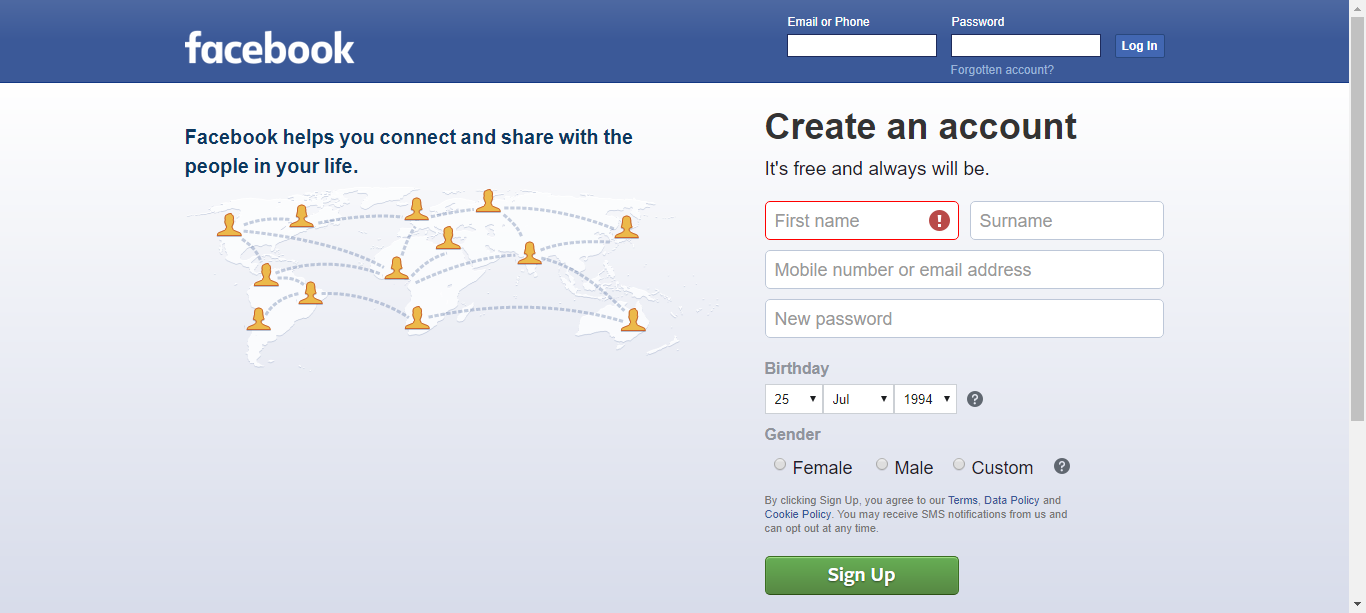 Email or Phone
Password
facebook
Log In
Forgotten account?
Facebook helps you connect and share with the
people in your life.
Create an account
It's free and always will be.
First name
Surname
Mobile number or email address
New password
Birthday
25 Jul 1994
Gender
Female Male Custom
By clicking Sign Up, you agree to our Terms, Data Policy and
Cookie Policy. You may receive SMS notifications from us and
can opt out at any time.
Sign Up